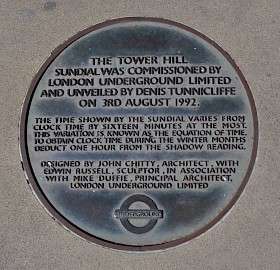 THE TOWER HILL
SUNDIAL WAS COMMISSIONED BY
LONDON UNDERGROUND LIMITED
AND UNVEILED BY DENIS TUNNICLIFFE
ON 3RD AUGUST 1992.
THE TIME SHOWN BY THE SUNDIAL VARIES FROM
CLOCK TIME BY SIXTEEN MINUTES AT THE MOST.
THIS VARIATION IS KNOWN AS THE EQUATION OF TIME.
TO OBTAIN CLOCK TIME DURING THE WINTER MONTHS
DEDUCT ONE HOUR FROM THE SHADOW READING.
DESIGNED BY JOHN CHITTY, ARCHITECT, WITH
EDWIN RUSSELL, SCULPTOR, IN ASSOCIATION
WITH MIKE DUFFIE, PRINCIPAL ARCHITECT,
LONDON UNDERGROUND LIMITED
UNDERGROUND